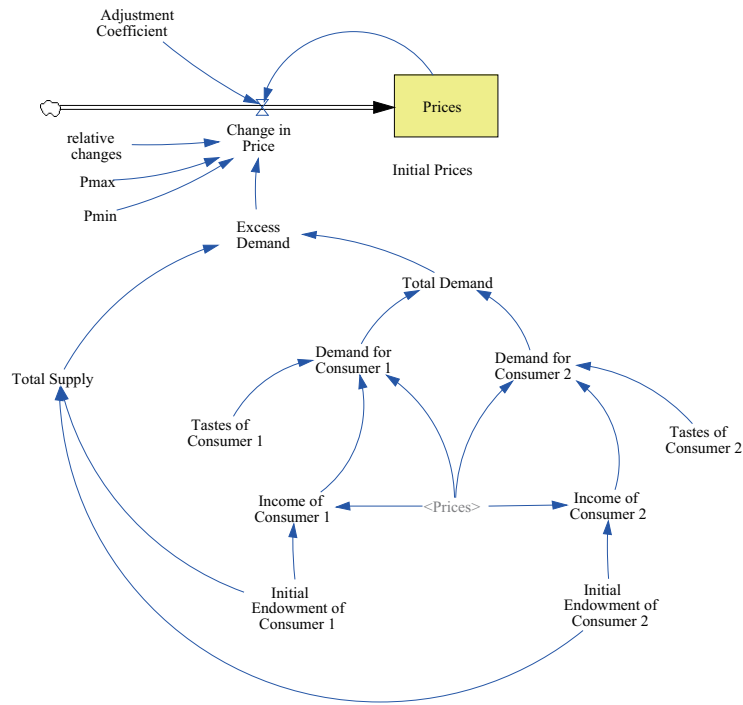 Adjustment
Coefficient
Prices
Change in
Price
relative
changes
Initial Prices
Pmax
Pmin
Excess
Demand
Total Demand
Demand for
Consumer 1
Demand for
Consumer 2
Total Supply
Tastes of
Consumer 1
Tastes of
Consumer 2
Income of
Consumer 1
<Prices>
Income of
Consumer 2
Initial
Endowment of
Consumer 1
Initial
Endowment of
Consumer 2